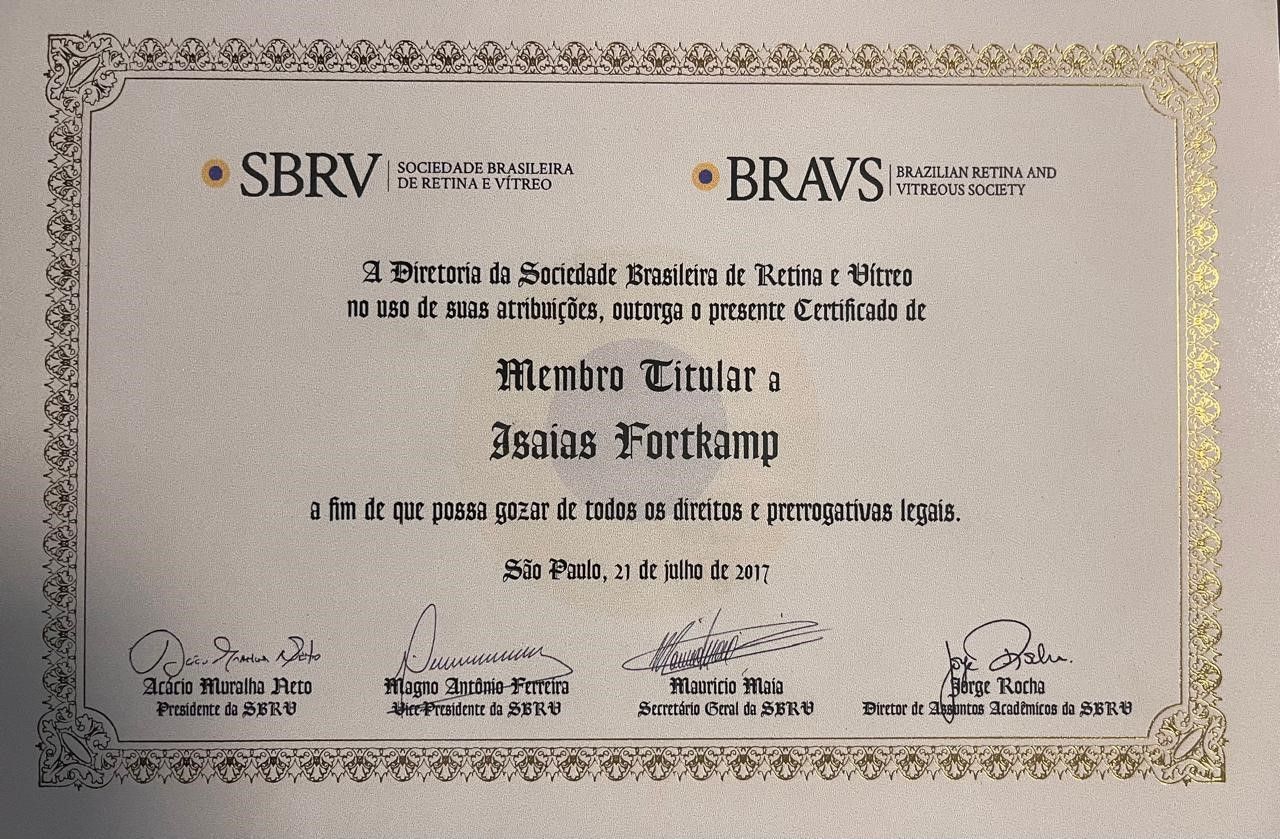 SBRV SOCIEDADE BRASILEIRA
DE RETINA E VÍTREO
BRAVS BRAZILIAN RETINA AND
VITREOUS SOCIETY
A Diretoria da Sociedade Brasileira de Retina e Vítreo
no uso de suas atribuições, outorga o presente Certificado de
Membro Titular a
Isaias Fortkamp
a fim de que possa gozar de todos os direitos e prerrogativas legais.
São Paulo, 21 de julho de 2017
Acácio Muralha Neto
Presidente da SBRV
Magno Antônio Ferreira
Vice-Presidente da SBRV
Mauricio Maia
Secretário Geral da SBRV
Jorge Rocha
Diretor de Assuntos Acadêmicos da SBRV